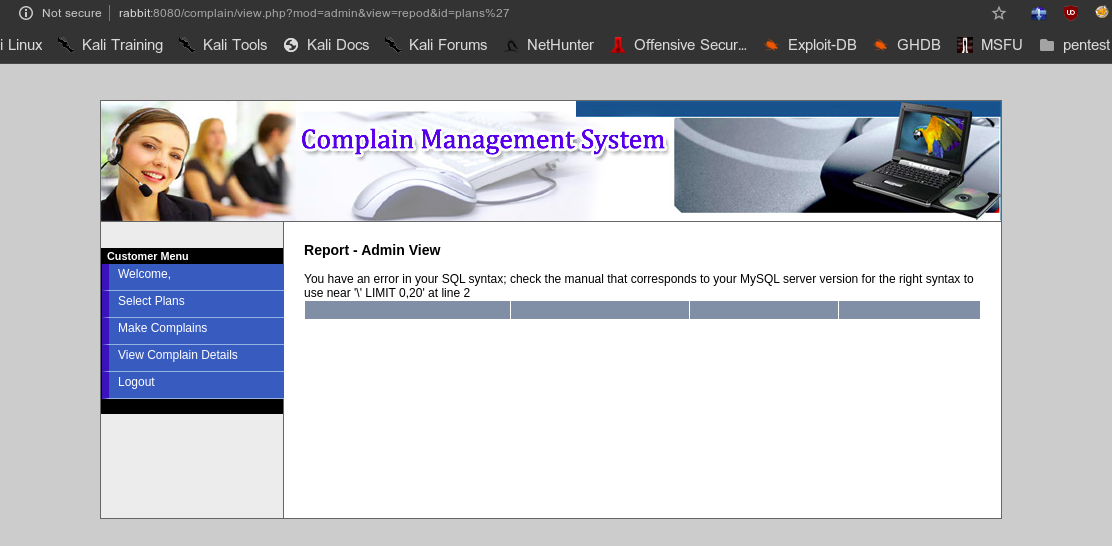 Not secure rabbit:8080/complain/view.php?mod=admin&view=repod&id=plans%27
i Linux Kali Training Kali Tools Kali Docs Kali Forums NetHunter Offensive Secur... Exploit-DB GHDB MSFU pentest
Complain Management System
Customer Menu
Welcome,
Select Plans
Make Complains
View Complain Details
Logout
Report - Admin View
You have an error in your SQL syntax; check the manual that corresponds to your MySQL server version for the right syntax to
use near '\' LIMIT 0,20' at line 2